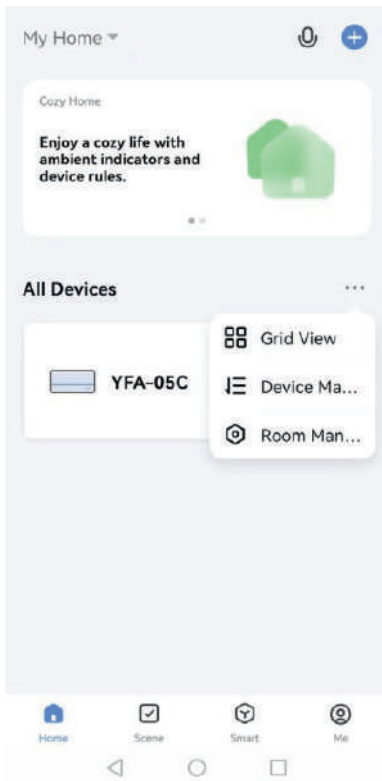 My Home
Cozy Home
Enjoy a cozy life with
ambient indicators and
device rules.
All Devices
...
Grid View
YFA-05C
Device Ma...
Room Man...
Home
Scene
Smart
Me